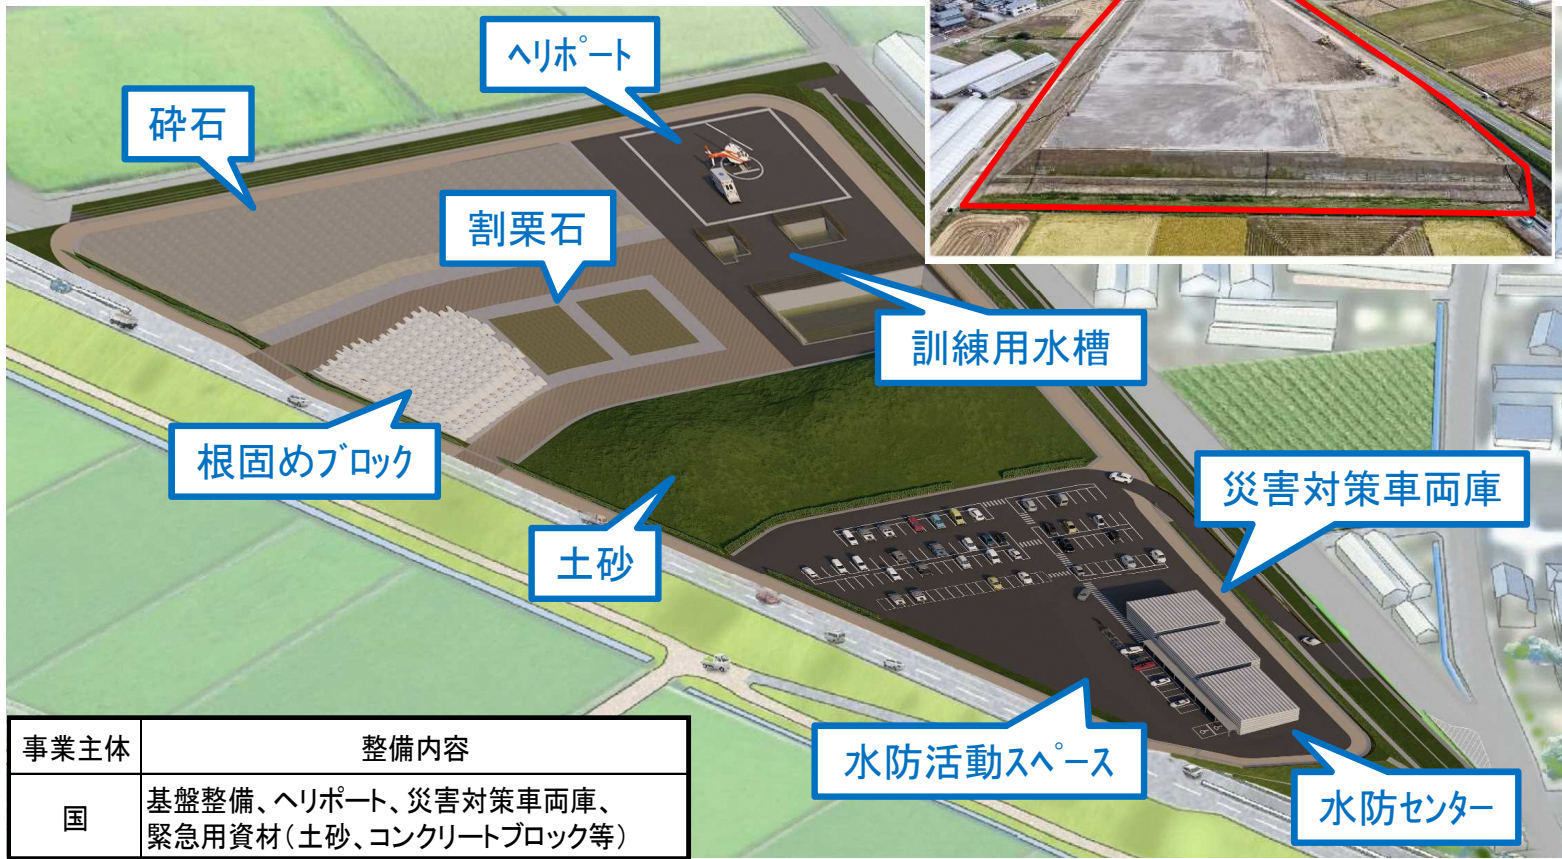 ヘリポート
砕石
割栗石
訓練用水槽
根固めブロック
災害対策車両庫
土砂
水防活動スペース
水防センター
事業主体 整備内容
国 基盤整備、ヘリポート、災害対策車両庫、
緊急用資材(土砂、コンクリートブロック等)